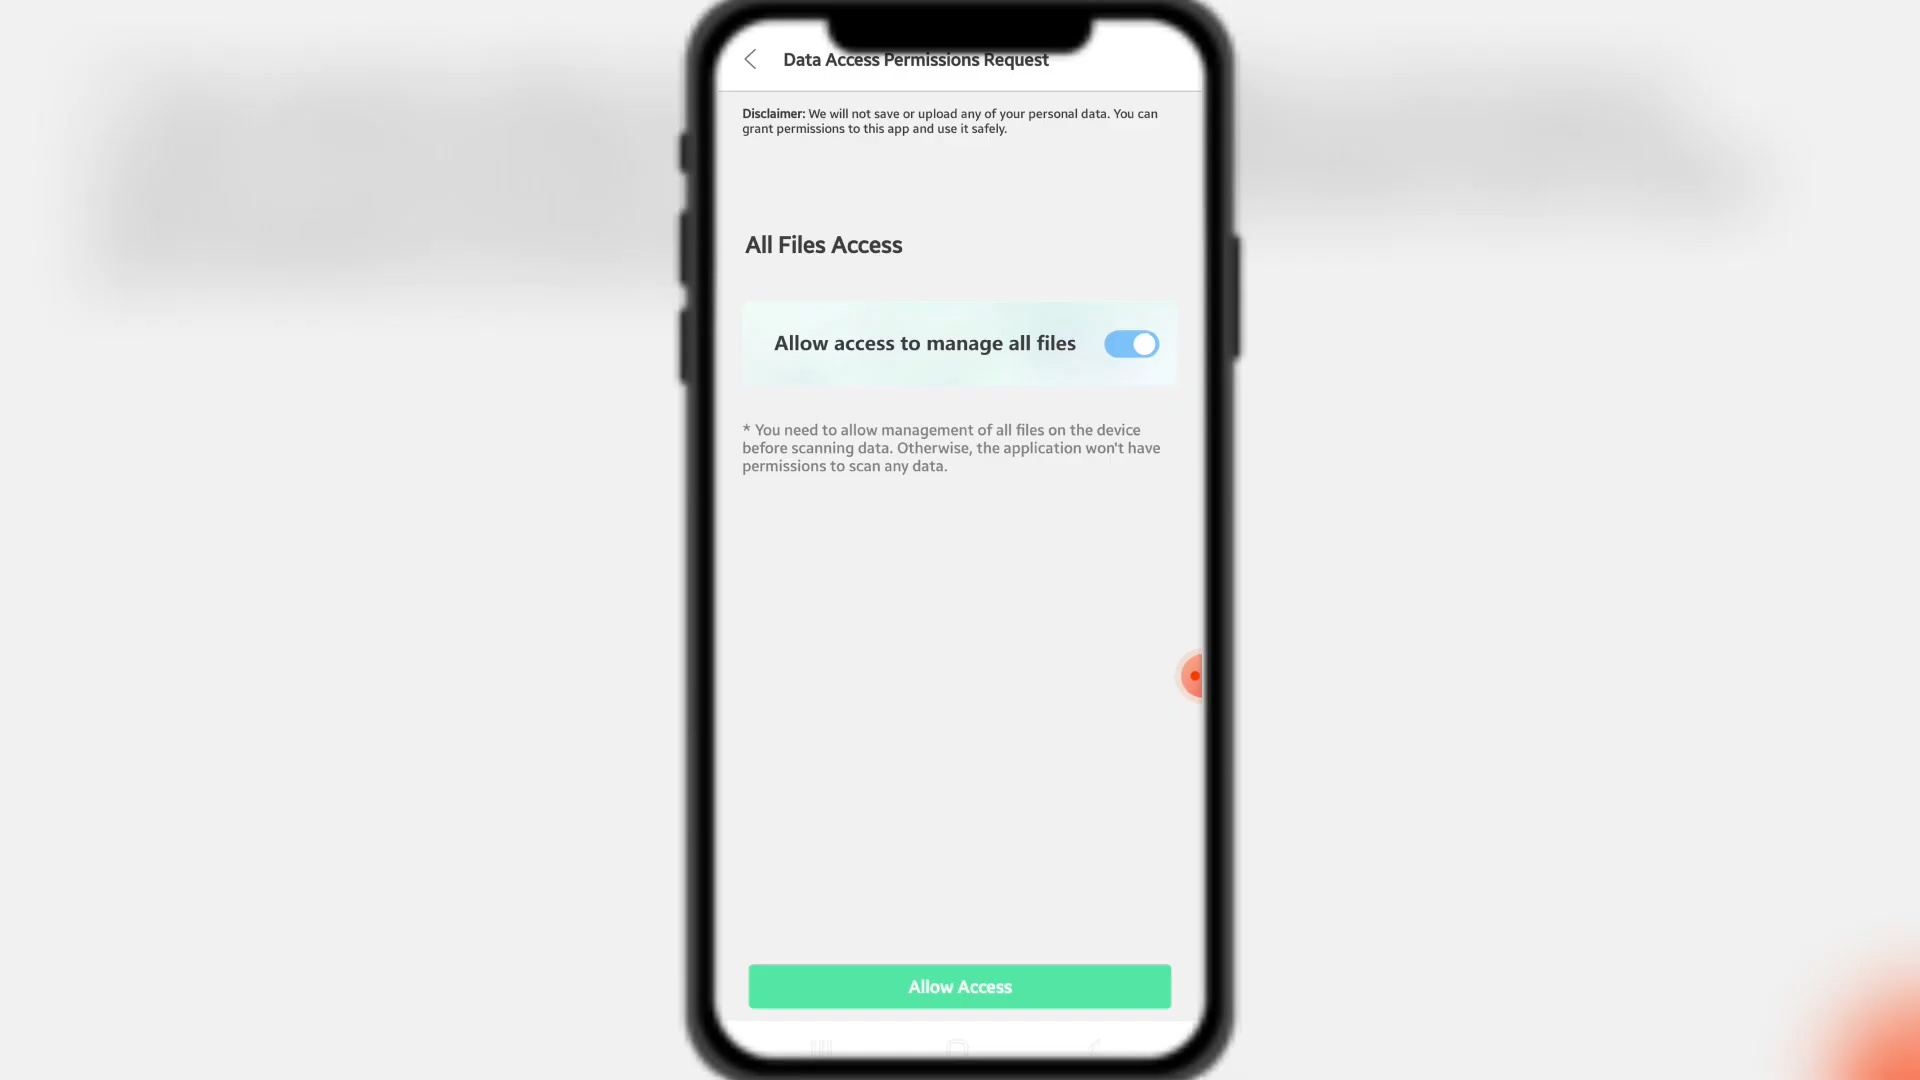 Data Access Permissions Request
Disclaimer: We will not save or upload any of your personal data. You can
grant permissions to this app and use it safely.
All Files Access
Allow access to manage all files
* You need to allow management of all files on the device
before scanning data. Otherwise, the application won't have
permissions to scan any data.
Allow Access